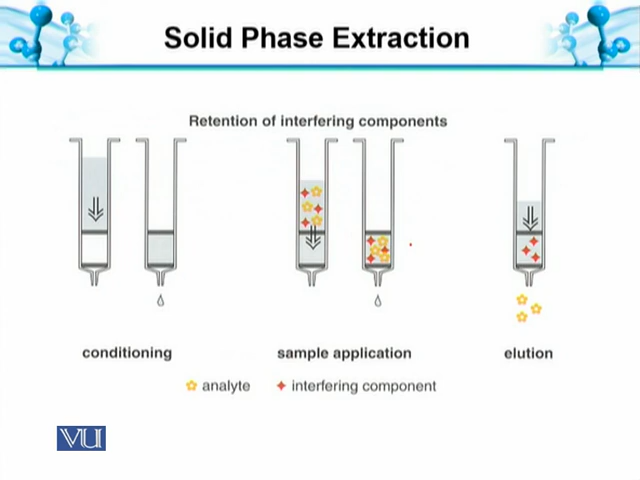 Solid Phase Extraction
Retention of interfering components
conditioning
sample application
elution
analyte
interfering component
VU